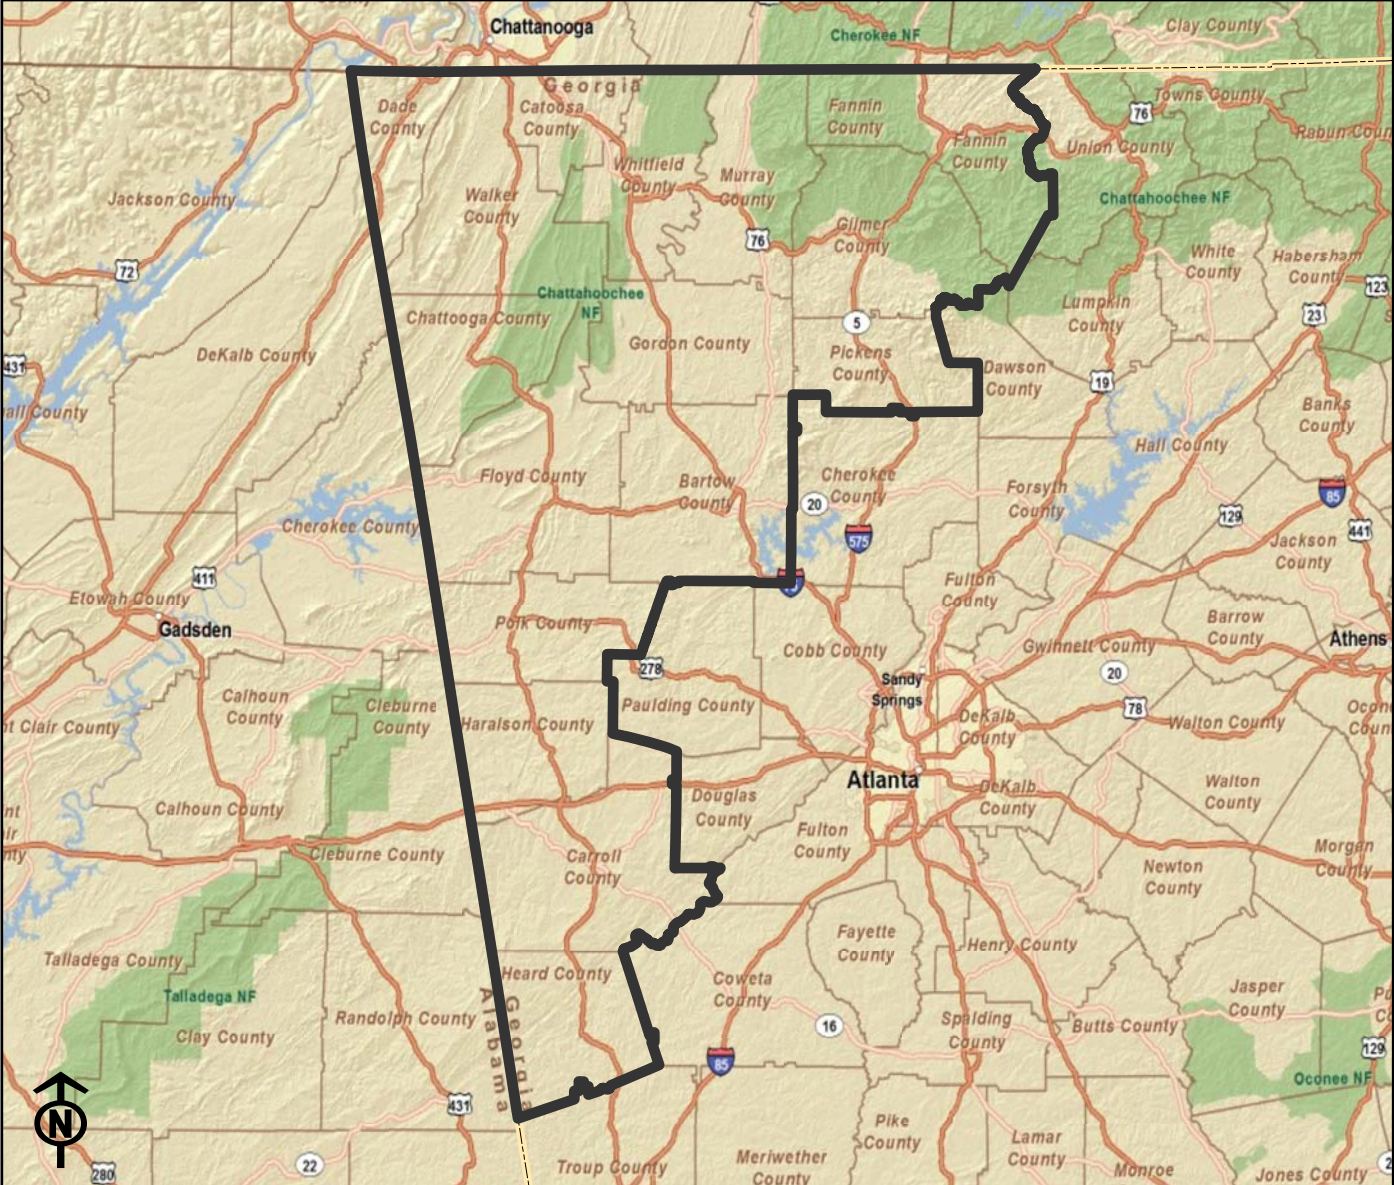 County
Chattanooga
Cherokee NF
Clay County
Georgia
Dade
County
Catoosa
County
Fannin
County
Towns County
76
Fannin
County
Union County
Rabun Coun
Jackson County
Walker
County
Whitfield
County
Murray
County
Chattahoochee NF
Gilmer
County
76
72
White
County
Habersham
County
123
Chattahoochee
NF
Chattooga County
Lumpkin
County
23
5
S
Gordon County
Pickens
County
DeKalb County
431
Dawson
County
19
all County
Banks
County
Hall County
Floyd County
Bartow
County
Cherokee
County
20
Forsyth
County
85
129
441
Cherokee County
575
Jackson
County
411
Etowah County
Gadsden
Fulton
County
Polk County
Barrow
County
Athens
Cobb County
Gwinnett County
278
20
Sandy
Springs
Calhoun
County
Cleburne
County
Paulding County
78
Ocon
Coun
nt Clair County
Haralson County
DeKalb
County
Walton County
Atlanta
Douglas
County
DeKalb
County
Walton
County
Calhoun County
nt
air
nty
Fulton
County
Cleburne County
Carroll
County
Morgan
County
Newton
County
Fayette
County
Henry County
Talladega County
Heard County
Coweta
County
Jasper
County
Pu
Co
Talladega NF
Georgia
Alabama
Randolph County
16
Spalding
County
Butts County
Clay County
129
85
Oconee NF
N
431
Pike
County
Lamar
County
280
22
Troup County
Meriwether
County
Monroe
Jones County
2